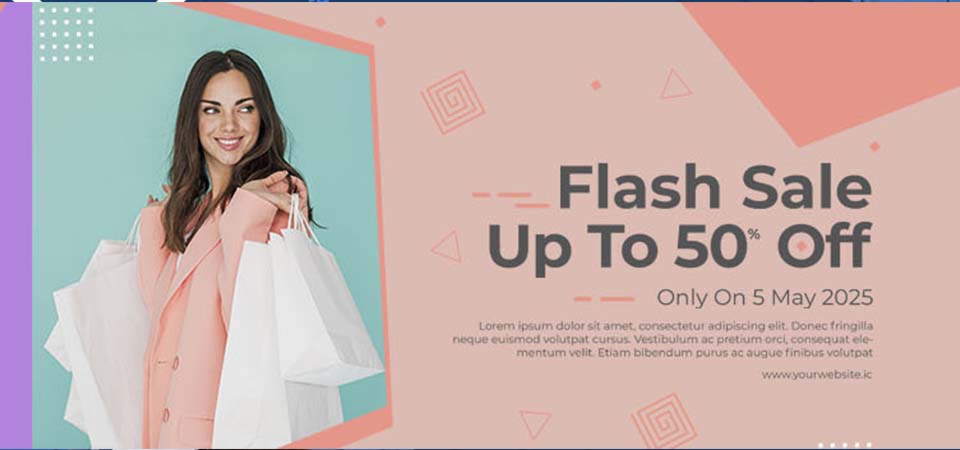 Flash Sale
Up To 50% Off
Only On 5 May 2025
Lorem ipsum dolor sit amet, consectetur adipiscing elit. Donec fringilla
neque euismod volutpat cursus. Vestibulum ac pretium orci, consequat ele-
mentum velit. Etiam bibendum purus ac augue finibus volutpat
www.yourwebsite.ic